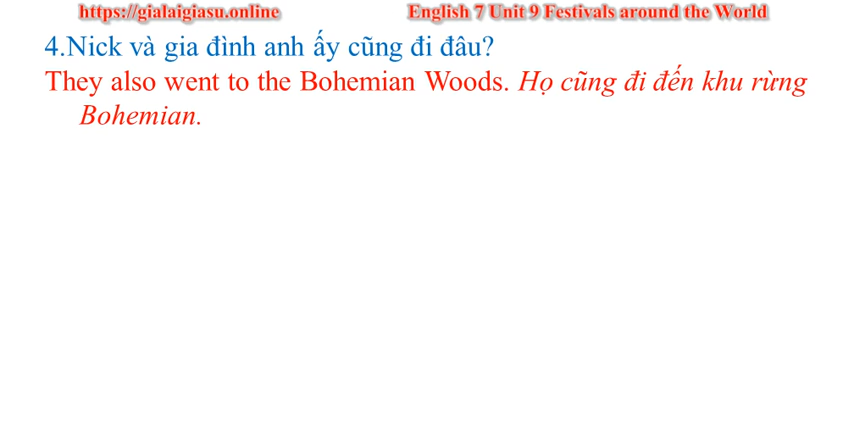 https://gialaigiasu.online English 7 Unit 9 Festivals around the World
4.Nick và gia đình anh ấy cũng đi đâu?
They also went to the Bohemian Woods. Họ cũng đi đến khu rừng
Bohemian.